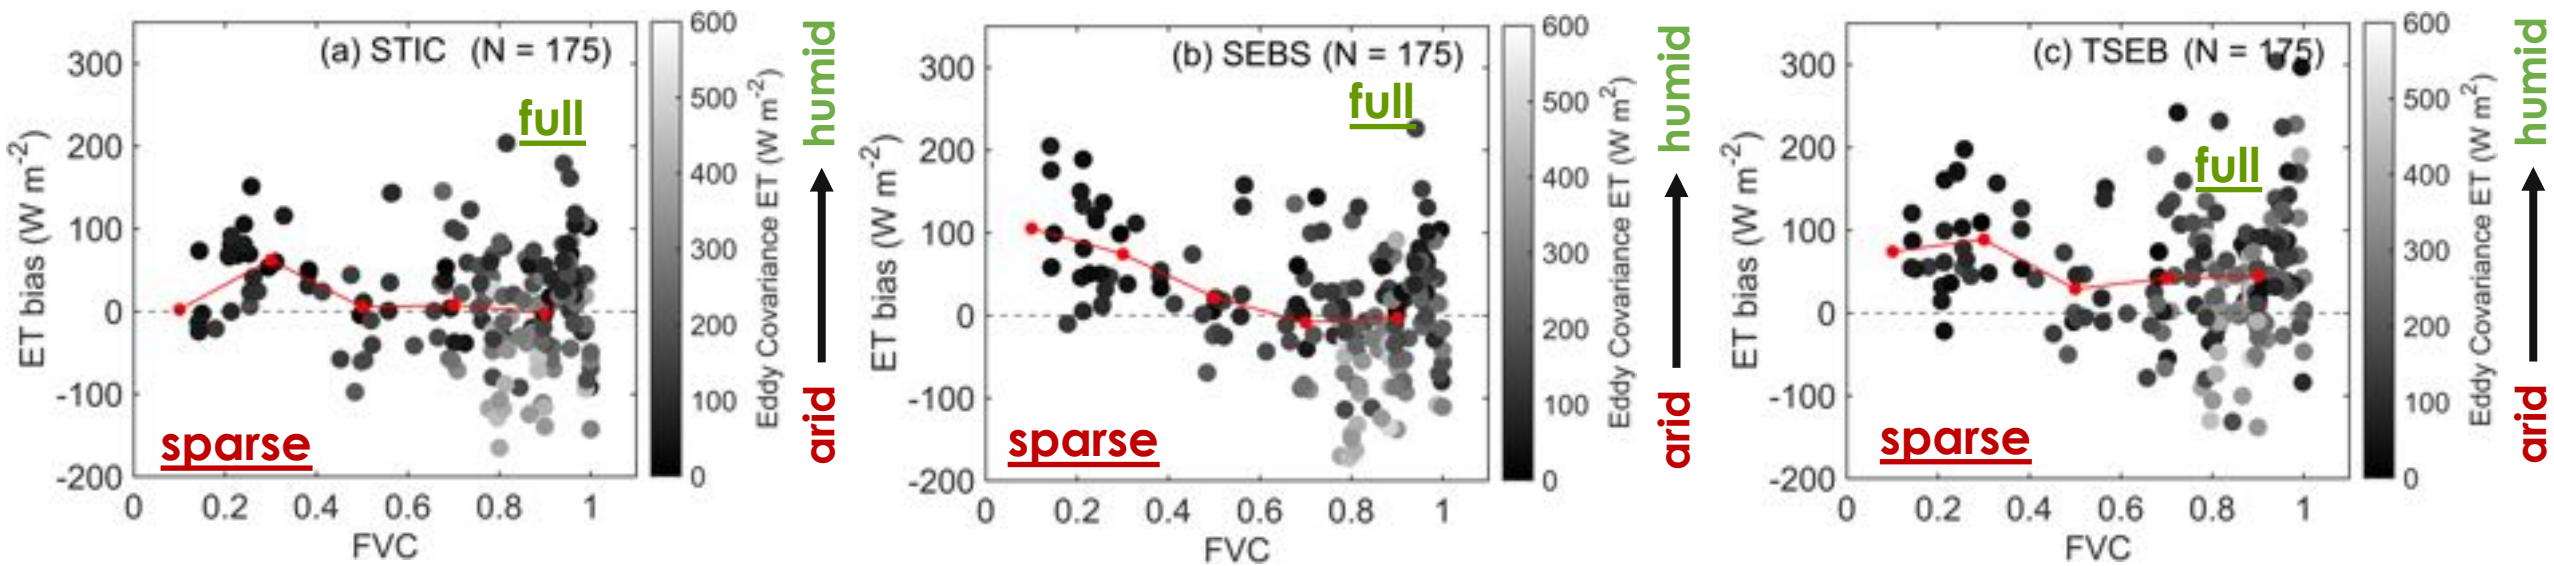 (a) STIC (N = 175)
full
sparse
ET bias (W m-2)
300
200
100
0
-100
-200
0
0.2
0.4
0.6
0.8
1
FVC
600
500
400
300
200
100
0
Eddy Covariance ET (W m-2)
humid
arid
(b) SEBS (N = 175)
full
sparse
ET bias (W m-2)
300
200
100
0
-100
-200
0
0.2
0.4
0.6
0.8
1
FVC
600
500
400
300
200
100
0
Eddy Covariance ET (W m-2)
humid
arid
(c) TSEB (N = 175)
full
sparse
ET bias (W m-2)
300
200
100
0
-100
-200
0
0.2
0.4
0.6
0.8
1
FVC
600
500
400
300
200
100
0
Eddy Covariance ET (W m-2)
humid
arid